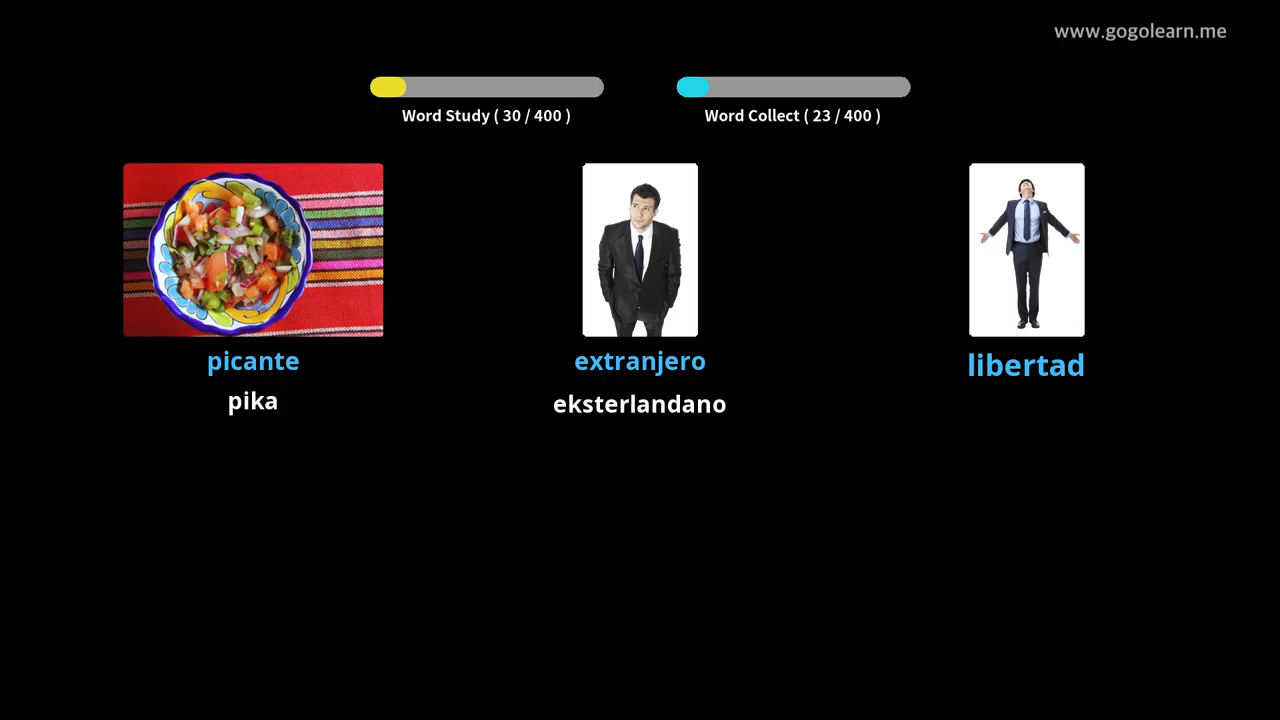 www.gogolearn.me
Word Study ( 30 / 400 )
Word Collect ( 23 / 400 )
picante
extranjero
libertad
pika
eksterlandano